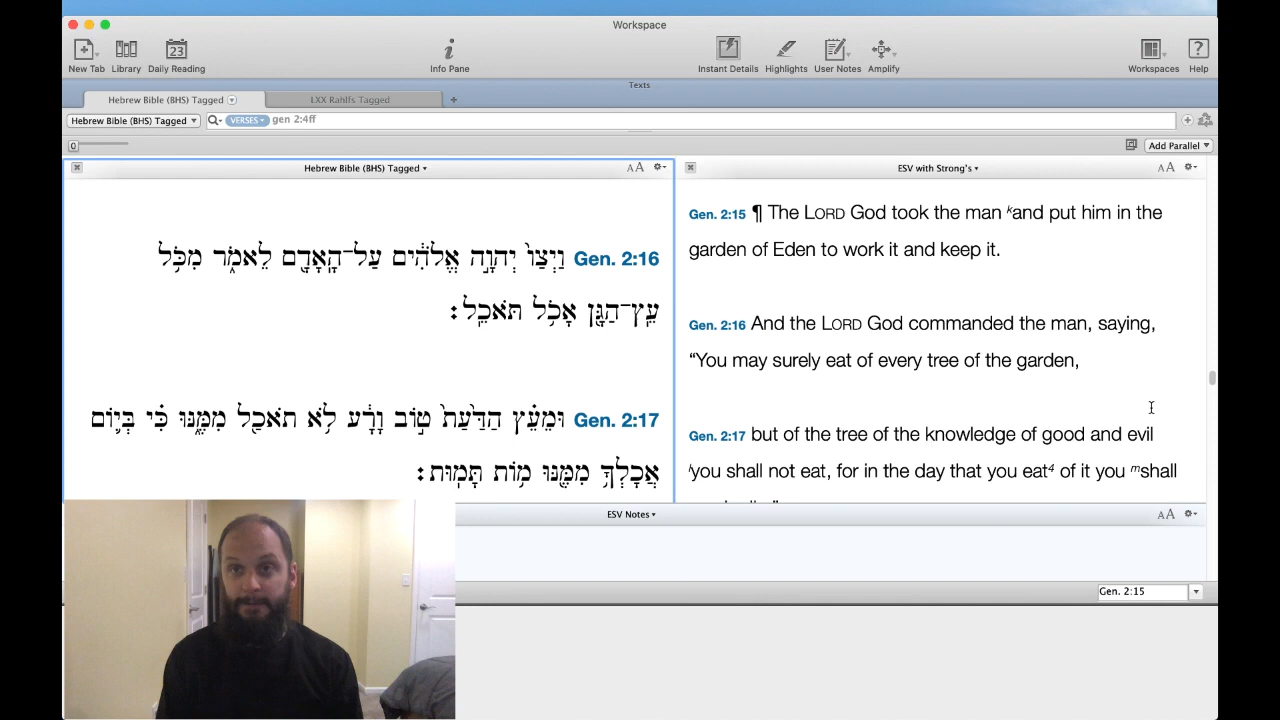 Workspace
New Tab Library Daily Reading Info Pane Instant Details Highlights User Notes Amplify Workspaces Help
23
Texts
Hebrew Bible (BHS) Tagged LXX Rahlfs Tagged
Hebrew Bible (BHS) Tagged VERSES gen 2:4ff
0 Add Parallel
Hebrew Bible (BHS) Tagged AA
Gen. 2:16 וַיְצַו֙ יְהוָ֣ה אֱלֹהִ֔ים עַל־הָֽאָדָ֖ם לֵאמֹ֑ר מִכֹּ֥ל
עֵֽץ־הַגָּ֖ן אָכֹ֥ל תֹּאכֵֽל׃
Gen. 2:17 וּמֵעֵ֗ץ הַדַּ֙עַת֙ ט֣וֹב וָרָ֔ע לֹ֥א תֹאכַ֖ל מִמֶּ֑נּוּ כִּ֗י בְּי֛וֹם
אֲכָלְךָ֥ מִמֶּ֖נּוּ מ֥וֹת תָּמֽוּת׃
ESV with Strong's AA
Gen. 2:15 ¶ The LORD God took the man kand put him in the
garden of Eden to work it and keep it.
Gen. 2:16 And the LORD God commanded the man, saying,
“You may surely eat of every tree of the garden,
Gen. 2:17 but of the tree of the knowledge of good and evil
lyou shall not eat, for in the day that you eat4 of it you mshall
ESV Notes AA
Gen. 2:15